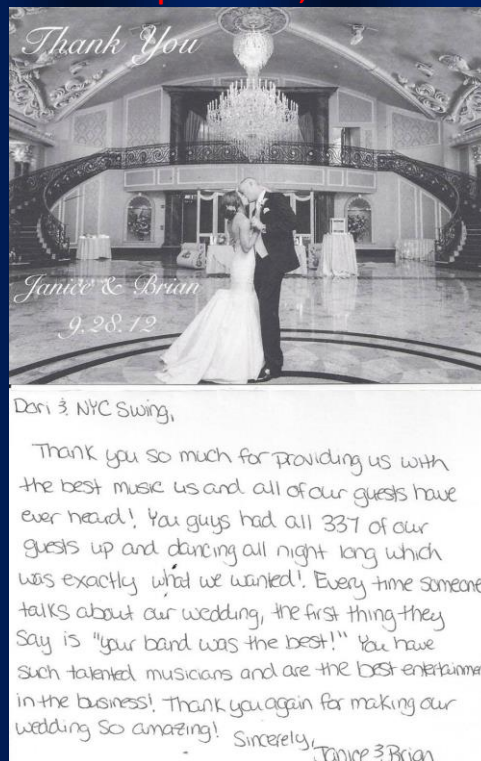 Thank You
Janice & Brian
9.28.12
Dori & NYC Swing,
Thank you so much for providing us with
the best music us and all of our guests have
ever heard! You guys had all 337 of our
guests up and dancing all night long which
was exactly what we wanted! Every time someone
talks about our wedding, the first thing they
say is "your band was the best!" You have
such talented musicians and are the best entertainme
in the business! Thank you again for making our
wedding so amazing! Sincerely,
Janice & Brian